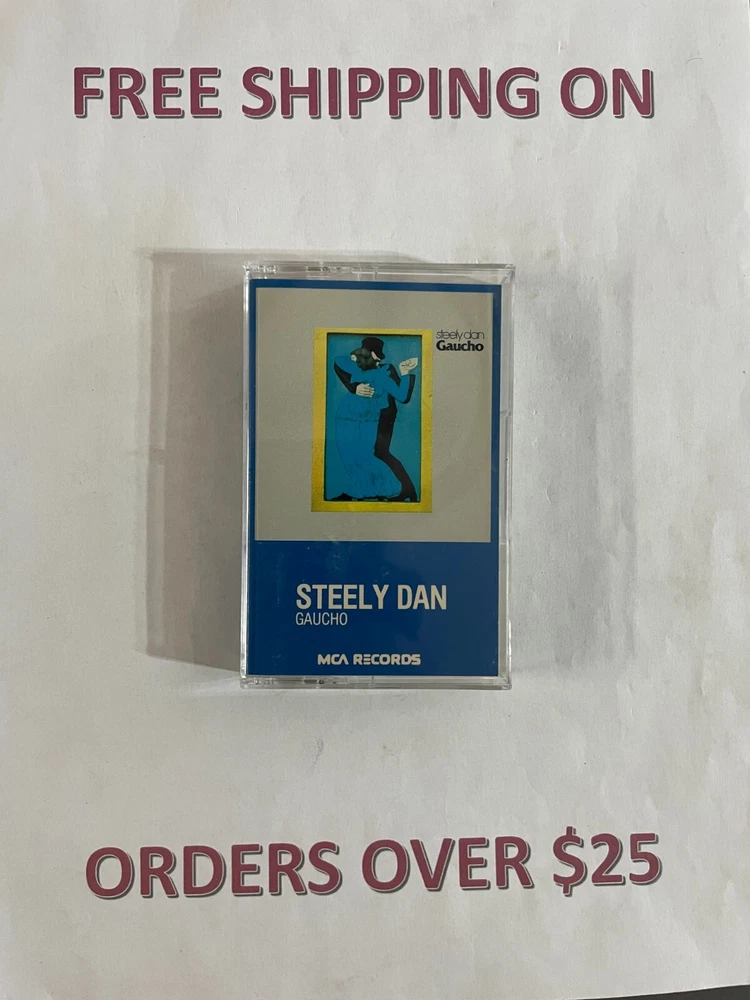 FREE SHIPPING ON
steely dan
Gaucho
STEELY DAN
GAUCHO
MCA RECORDS
ORDERS OVER $25